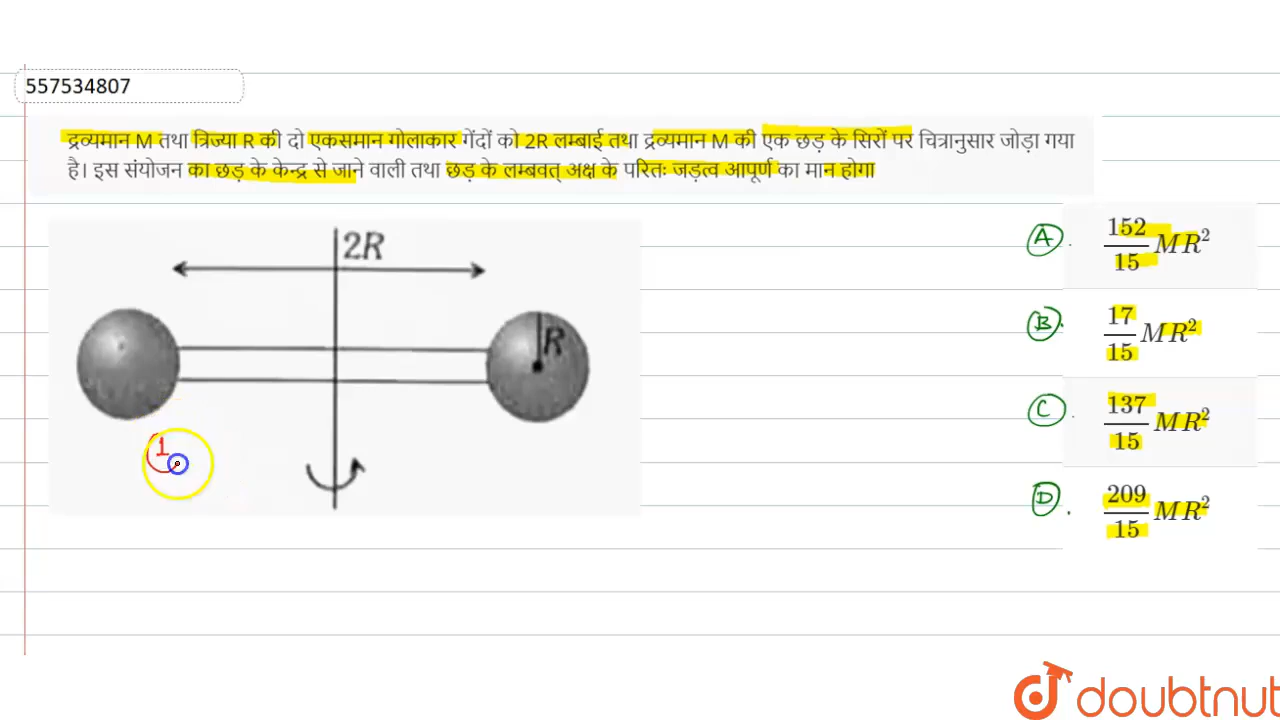 557534807
द्रव्यमान M तथा त्रिज्या R की दो एकसमान गोलाकार गेंदों को 2R लम्बाई तथा द्रव्यमान M की एक छड़ के सिरों पर चित्रानुसार जोड़ा गया
है। इस संयोजन का छड़ के केन्द्र से जाने वाली तथा छड़ के लम्बवत् अक्ष के परितः जड़त्व आपूर्ण का मान होगा
2R
R
1
A. 152/15 MR²
B. 17/15 MR²
C. 137/15 MR²
D. 209/15 MR²
doubtnut